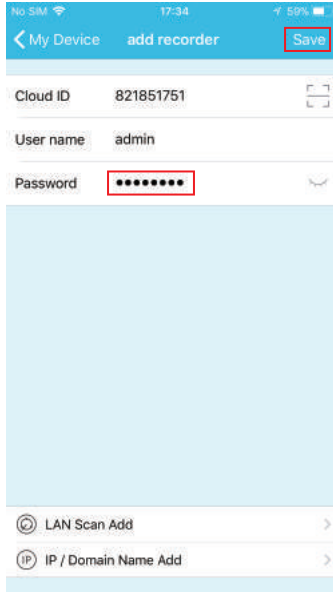 No SIM 17:34 59%
My Device add recorder Save
Cloud ID 821851751
User name admin
Password ●●●●●●●●
LAN Scan Add
IP IP / Domain Name Add